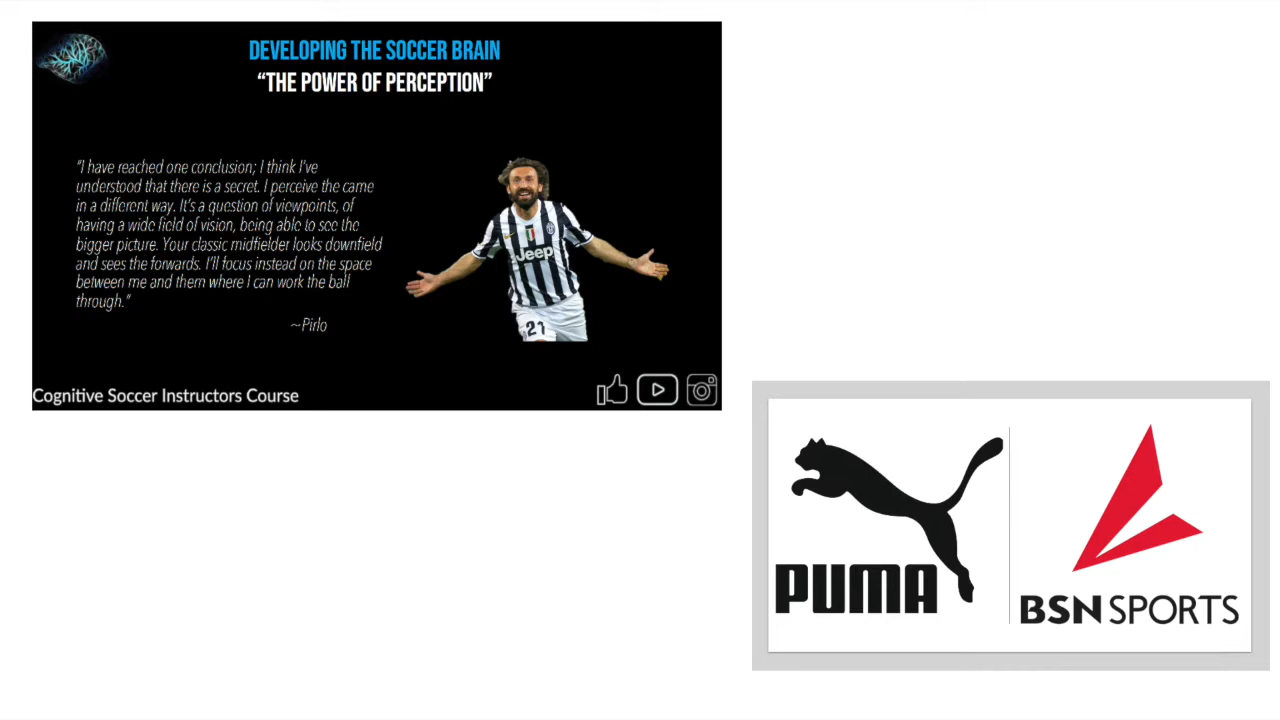 DEVELOPING THE SOCCER BRAIN
“THE POWER OF PERCEPTION”
“I have reached one conclusion; I think I’ve
understood that there is a secret. I perceive the came
in a different way. It’s a question of viewpoints, of
having a wide field of vision, being able to see the
bigger picture. Your classic midfielder looks downfield
and sees the forwards. I’ll focus instead on the space
between me and them where I can work the ball
through.”
~Pirlo
Jeep
21
Cognitive Soccer Instructors Course
PUMA
BSN SPORTS